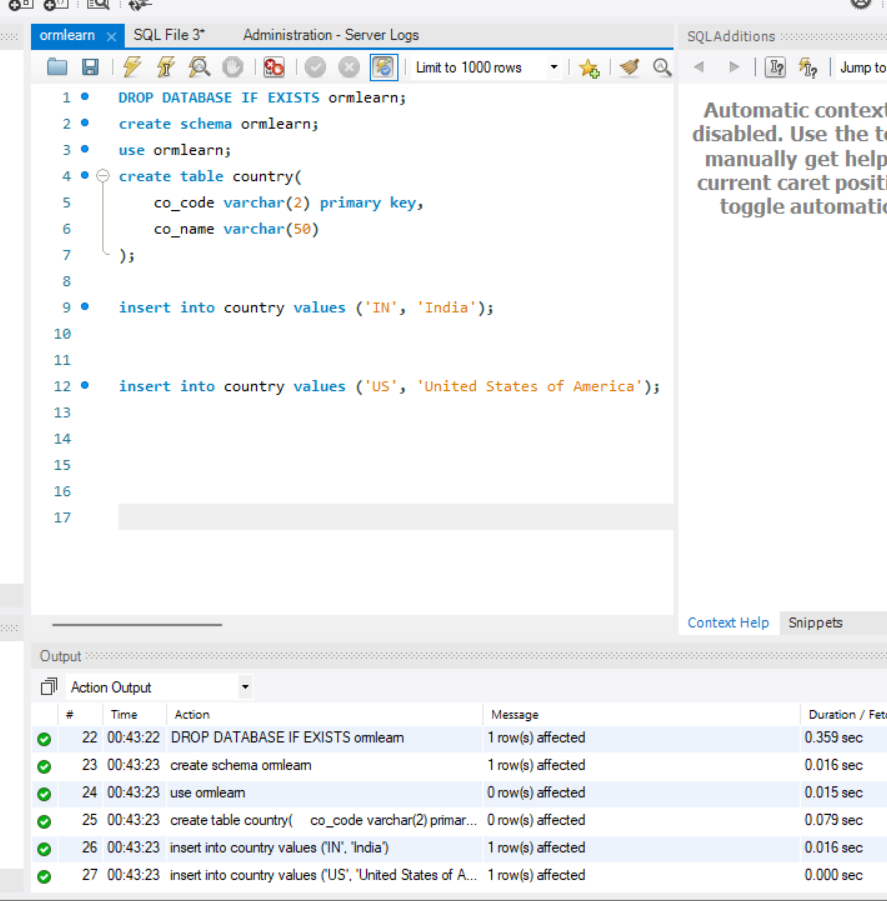 ormlearn × SQL File 3* Administration - Server Logs
SQLAdditions
Limit to 1000 rows
Jump to
1 DROP DATABASE IF EXISTS ormlearn;
2 create schema ormlearn;
3 use ormlearn;
4 create table country(
5 co_code varchar(2) primary key,
6 co_name varchar(50)
7 );
8
9 insert into country values ('IN', 'India');
10
11
12 insert into country values ('US', 'United States of America');
13
14
15
16
17
Automatic context
disabled. Use the
manually get help
current caret
toggle
Context Help Snippets
Output
Action Output
# Time Action Message Duration /
22 00:43:22 DROP DATABASE IF EXISTS ormlearn 1 row(s) affected 0.359 sec
23 00:43:23 create schema ormlearn 1 row(s) affected 0.016 sec
24 00:43:23 use ormlearn 0 row(s) affected 0.015 sec
25 00:43:23 create table country( co_code varchar(2) primar... 0 row(s) affected 0.079 sec
26 00:43:23 insert into country values ('IN', 'India') 1 row(s) affected 0.016 sec
27 00:43:23 insert into country values ('US', 'United States of A... 1 row(s) affected 0.000 sec